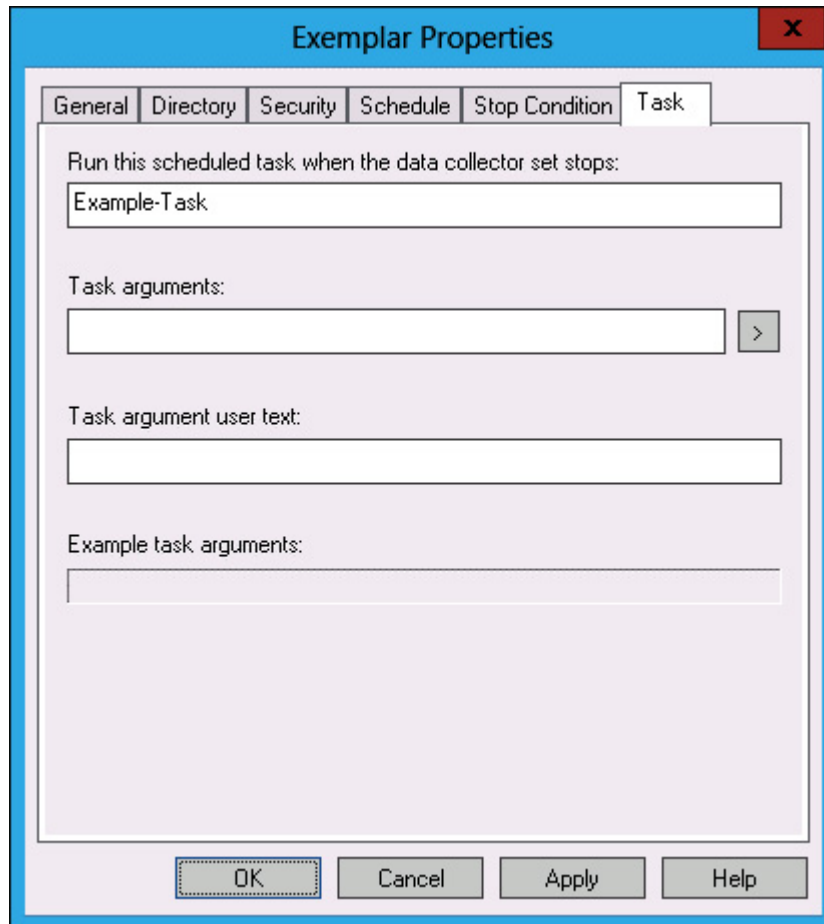 Exemplar Properties
x
General Directory Security Schedule Stop Condition Task
Run this scheduled task when the data collector set stops:
Example-Task
Task arguments:
>
Task argument user text:
Example task arguments:
OK Cancel Apply Help